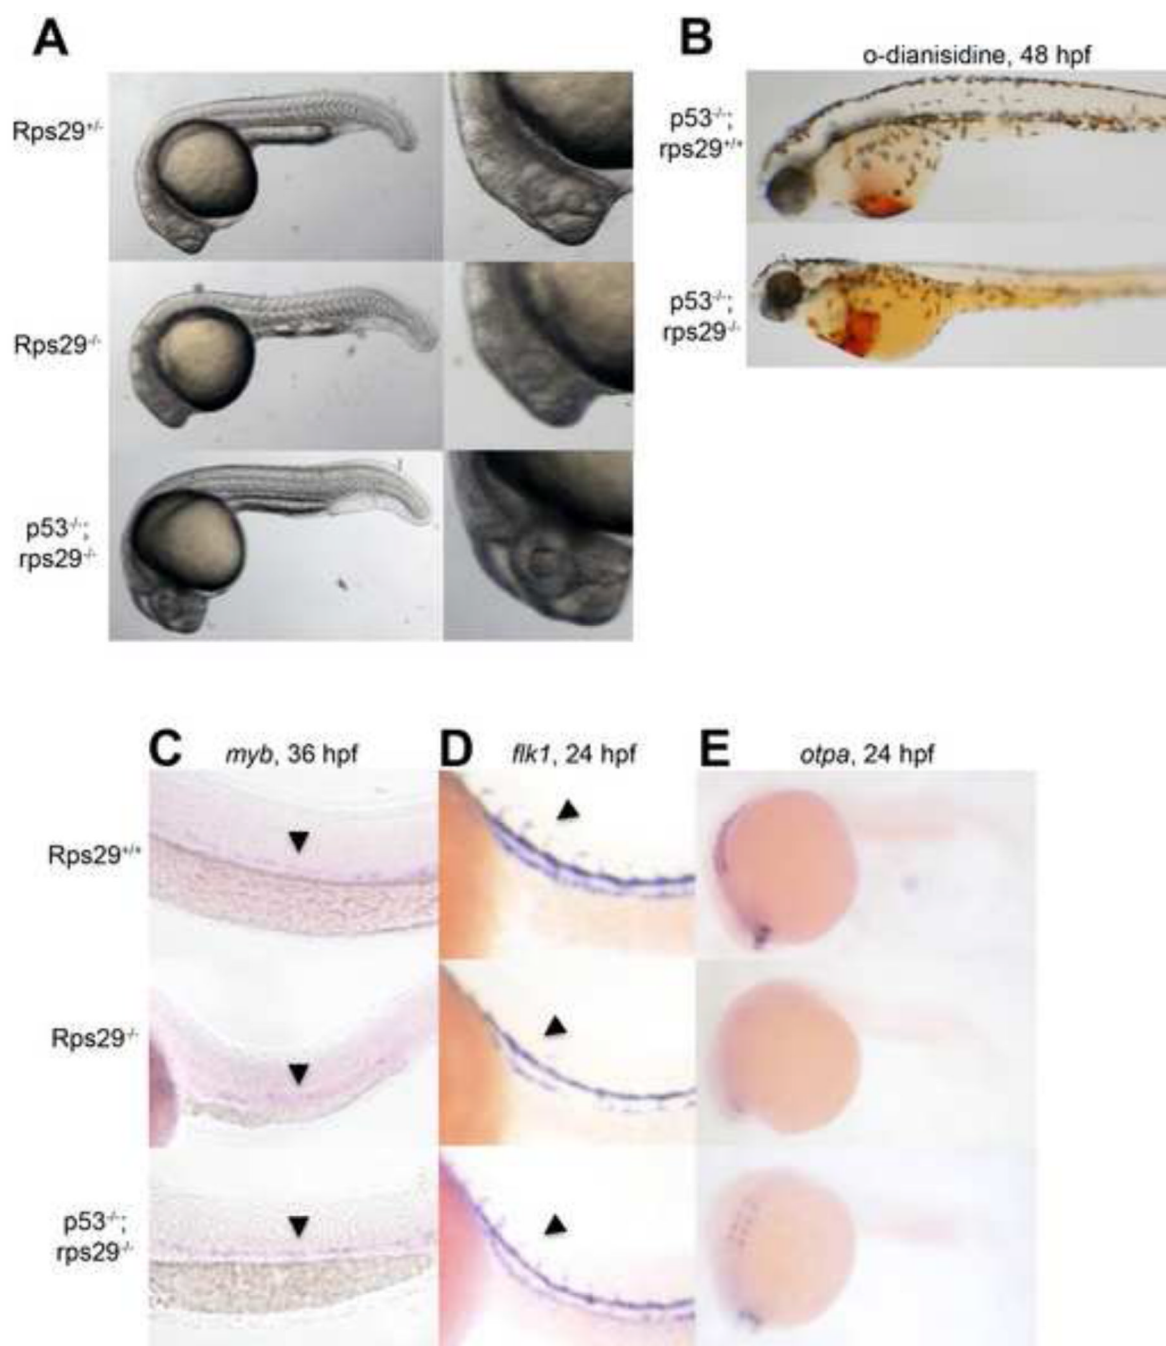 A
B
o-dianisidine, 48 hpf
Rps29+/-
p53-/-;
rps29+/+
Rps29-/-
p53-/-;
rps29-/-
p53-/-;
rps29-/-
C
myb, 36 hpf
D
flk1, 24 hpf
E
otpa, 24 hpf
Rps29+/+
Rps29-/-
p53-/-;
rps29-/-